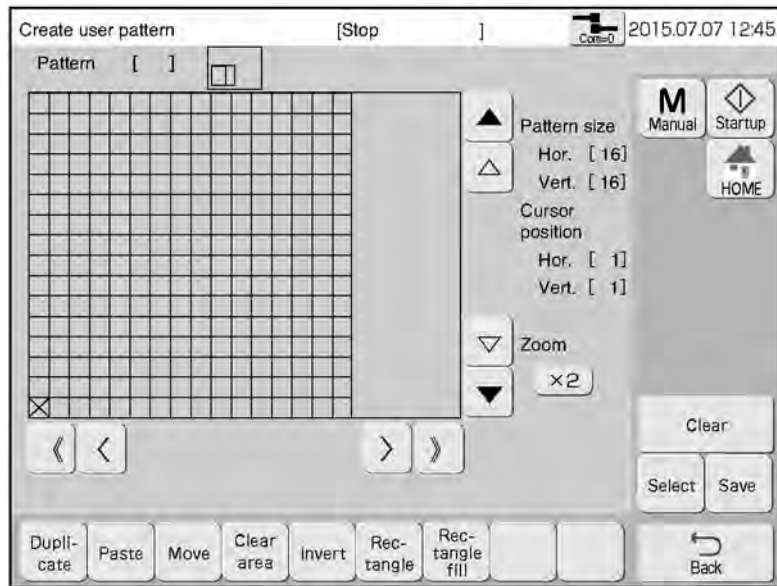 Create user pattern [Stop ] Com=0 2015.07.07 12:45
Pattern [ ]
M
Manual
Startup
HOME
Pattern size
Hor. [ 16]
Vert. [ 16]
Cursor
position
Hor. [ 1]
Vert. [ 1]
Zoom
×2
Clear
Select
Save
Dupli-
cate
Paste
Move
Clear
area
Invert
Rec-
tangle
Rec-
tangle
fill
Back